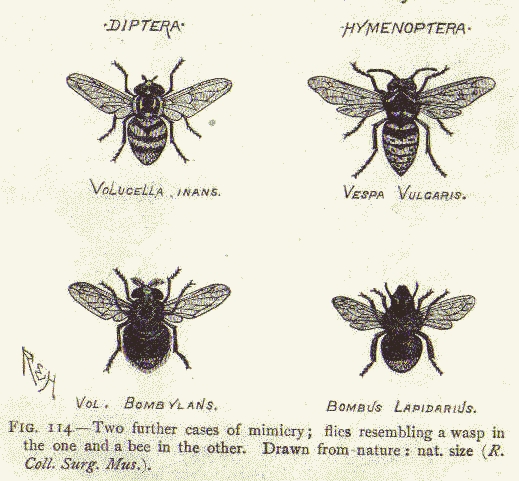 ·DIPTERA·
·HYMENOPTERA·
VOLUCELLA INANS.
VESPA VULGARIS.
VOL. BOMBYLANS.
BOMBUS LAPIDARIUS.
REH
FIG. 114—Two further cases of mimicry; flies resembling a wasp in
the one and a bee in the other. Drawn from nature: nat. size (R.
Coll. Surg. Mus.).